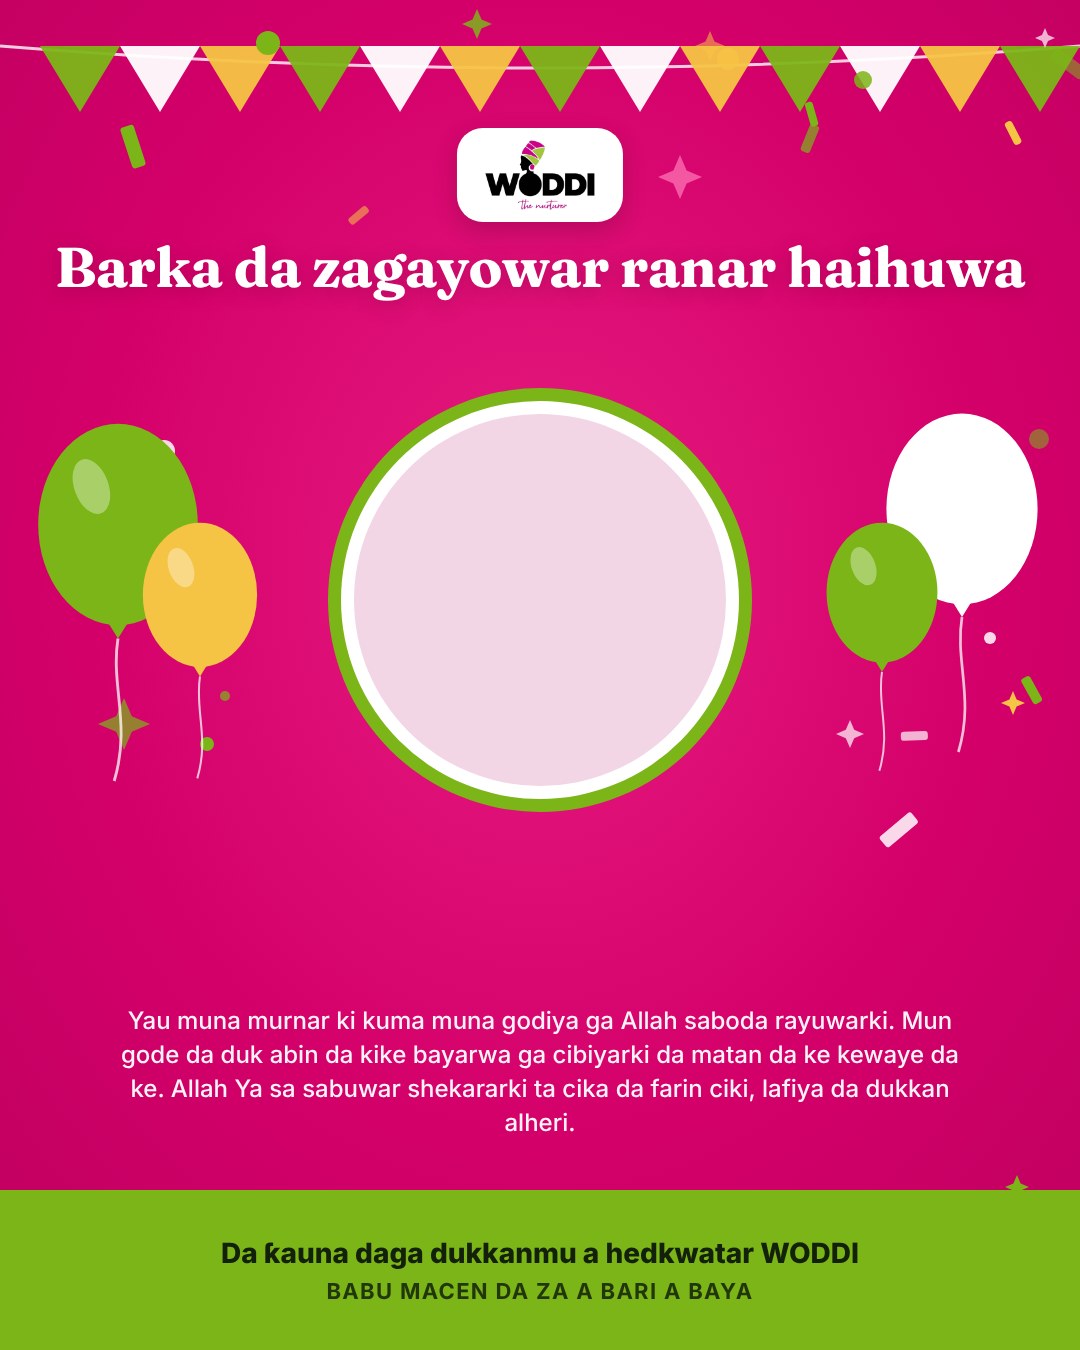 WODDI
the nurturer
Barka da zagayowar ranar haihuwa
Yau muna murnar ki kuma muna godiya ga Allah saboda rayuwarki. Mun
gode da duk abin da kike bayarwa ga cibiyarki da matan da ke kewaye da
ke. Allah Ya sa sabuwar shekararki ta cika da farin ciki, lafiya da dukkan
alheri.
Da ƙauna daga dukkanmu a hedkwatar WODDI
BABU MACEN DA ZA A BARI A BAYA